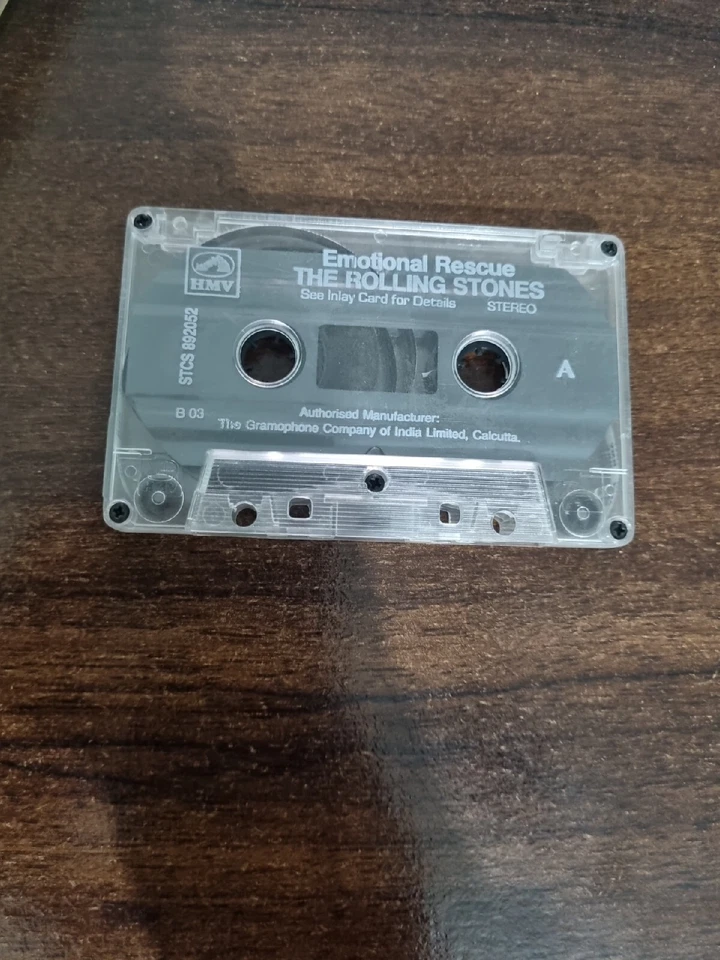 HMV
Emotional Rescue
THE ROLLING STONES
See Inlay Card for Details STEREO
STCS 892052
A
B 03
Authorised Manufacturer:
The Gramophone Company of India Limited, Calcutta.